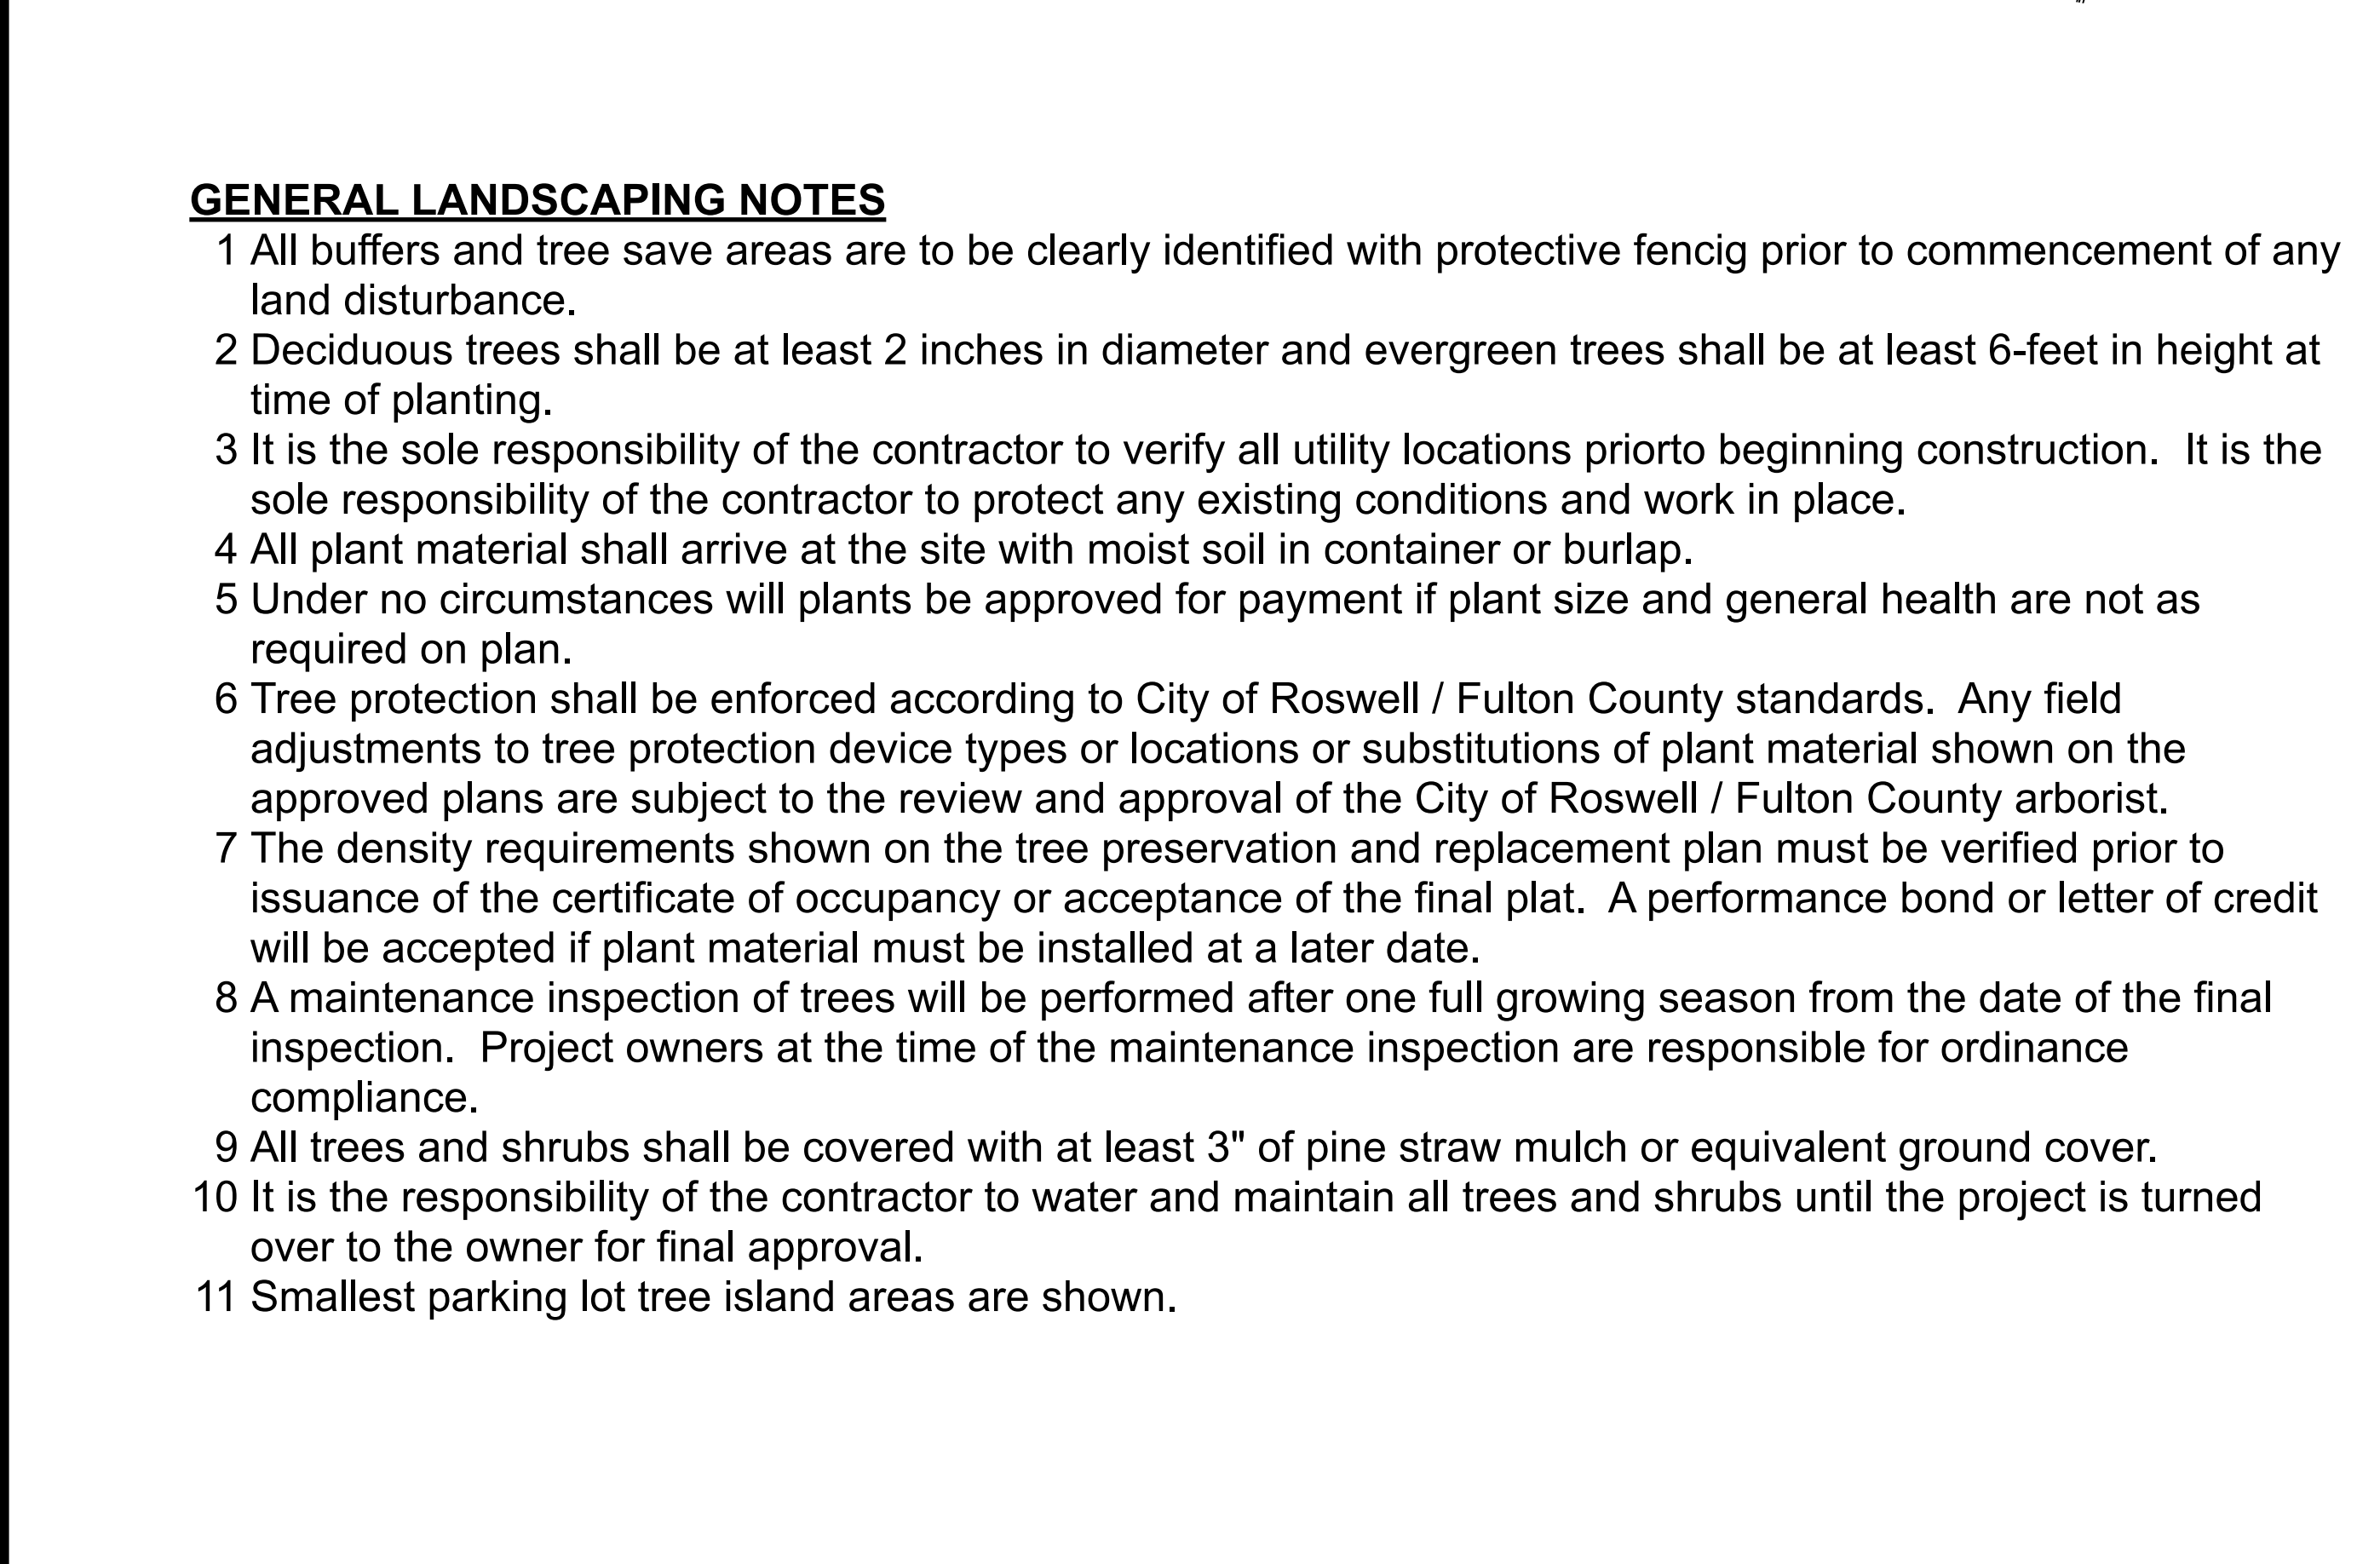 GENERAL LANDSCAPING NOTES
1 All buffers and tree save areas are to be clearly identified with protective fencig prior to commencement of any
land disturbance.
2 Deciduous trees shall be at least 2 inches in diameter and evergreen trees shall be at least 6-feet in height at
time of planting.
3 It is the sole responsibility of the contractor to verify all utility locations priorto beginning construction.  It is the
sole responsibility of the contractor to protect any existing conditions and work in place.
4 All plant material shall arrive at the site with moist soil in container or burlap.
5 Under no circumstances will plants be approved for payment if plant size and general health are not as
required on plan.
6 Tree protection shall be enforced according to City of Roswell / Fulton County standards.  Any field
adjustments to tree protection device types or locations or substitutions of plant material shown on the
approved plans are subject to the review and approval of the City of Roswell / Fulton County arborist.
7 The density requirements shown on the tree preservation and replacement plan must be verified prior to
issuance of the certificate of occupancy or acceptance of the final plat.  A performance bond or letter of credit
will be accepted if plant material must be installed at a later date.
8 A maintenance inspection of trees will be performed after one full growing season from the date of the final
inspection.  Project owners at the time of the maintenance inspection are responsible for ordinance
compliance.
9 All trees and shrubs shall be covered with at least 3" of pine straw mulch or equivalent ground cover.
10 It is the responsibility of the contractor to water and maintain all trees and shrubs until the project is turned
over to the owner for final approval.
11 Smallest parking lot tree island areas are shown.